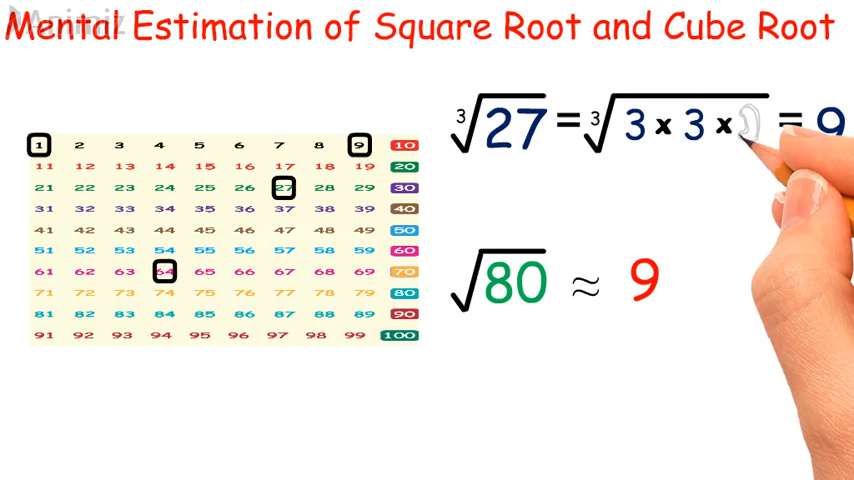 Animiz
Mental Estimation of Square Root and Cube Root
∛27 = ∛3 x 3 x = 9
1 2 3 4 5 6 7 8 9 10
11 12 13 14 15 16 17 18 19 20
21 22 23 24 25 26 27 28 29 30
31 32 33 34 35 36 37 38 39 40
41 42 43 44 45 46 47 48 49 50
51 52 53 54 55 56 57 58 59 60
61 62 63 64 65 66 67 68 69 70
71 72 73 74 75 76 77 78 79 80
81 82 83 84 85 86 87 88 89 90
91 92 93 94 95 96 97 98 99 100
√80 ≈ 9